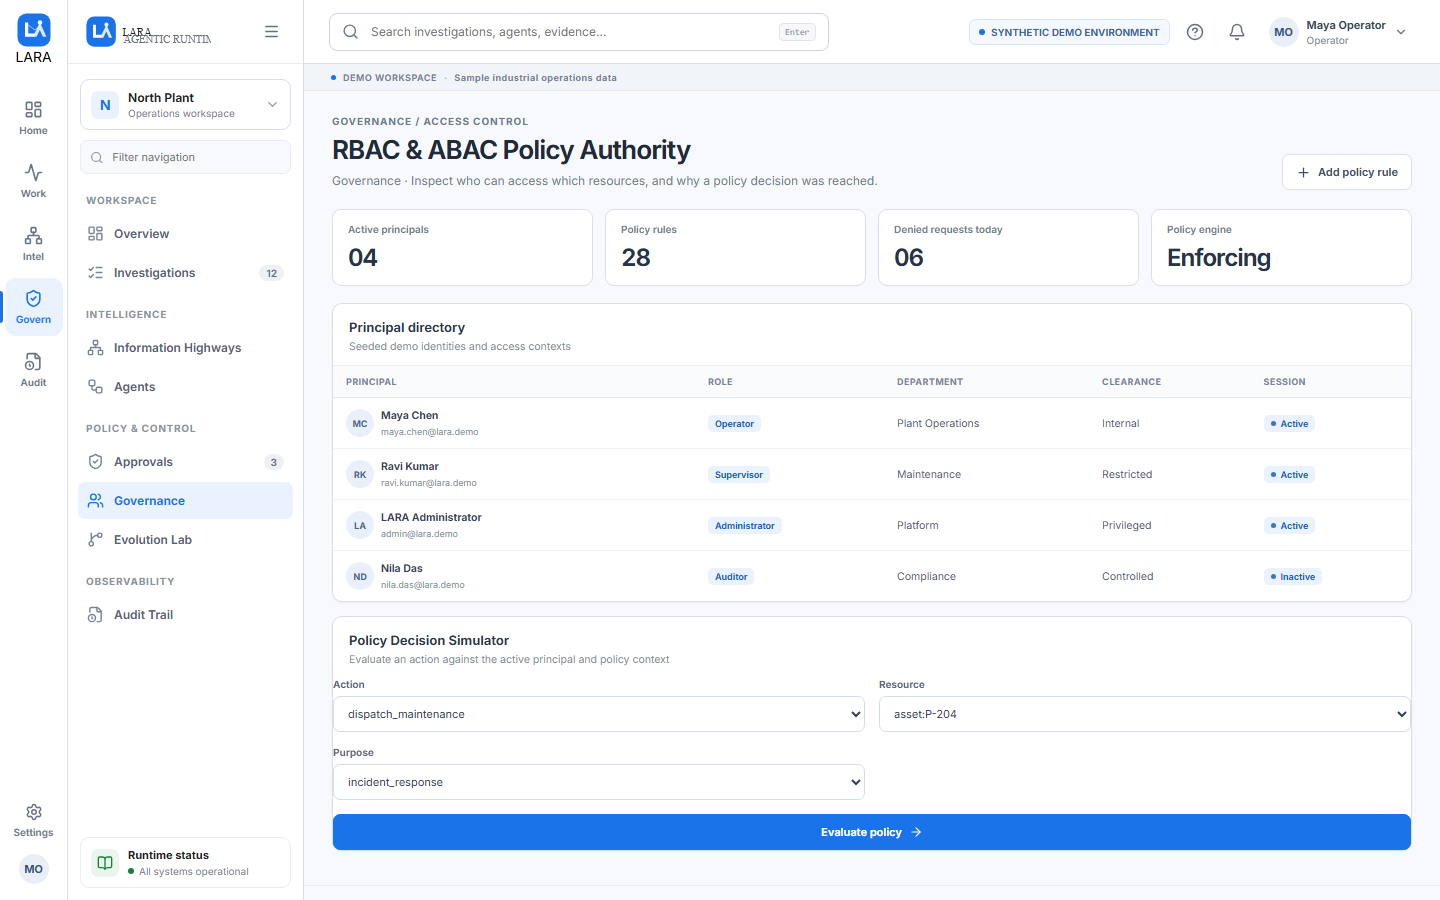 LARA
Home
Work
Intel
Govern
Audit
Settings
MO
LARA
AGENTIC RUNTIM
North Plant
N
Operations workspace
Filter navigation
WORKSPACE
Overview
Investigations 12
INTELLIGENCE
Information Highways
Agents
POLICY & CONTROL
Approvals 3
Governance
Evolution Lab
OBSERVABILITY
Audit Trail
Runtime status
All systems operational
Search investigations, agents, evidence... Enter
SYNTHETIC DEMO ENVIRONMENT
MO
Maya Operator
Operator
DEMO WORKSPACE · Sample industrial operations data
GOVERNANCE / ACCESS CONTROL
RBAC & ABAC Policy Authority
Governance · Inspect who can access which resources, and why a policy decision was reached.
Add policy rule
Active principals
04
Policy rules
28
Denied requests today
06
Policy engine
Enforcing
Principal directory
Seeded demo identities and access contexts
PRINCIPAL ROLE DEPARTMENT CLEARANCE SESSION
MC Maya Chen Operator Plant Operations Internal Active
maya.chen@lara.demo
RK Ravi Kumar Supervisor Maintenance Restricted Active
ravi.kumar@lara.demo
LA LARA Administrator Administrator Platform Privileged Active
admin@lara.demo
ND Nila Das Auditor Compliance Controlled Inactive
nila.das@lara.demo
Policy Decision Simulator
Evaluate an action against the active principal and policy context
Action
dispatch_maintenance
Resource
asset:P-204
Purpose
incident_response
Evaluate policy